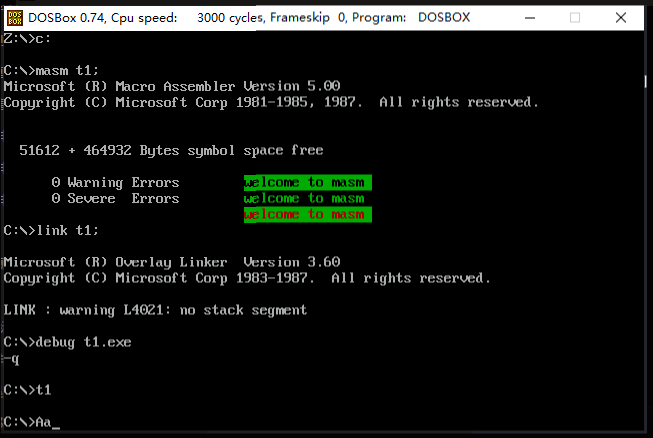 DOSBox 0.74, Cpu speed: 3000 cycles, Frameskip 0, Program: DOSBOX
Z:\>c:
C:\>masm t1;
Microsoft (R) Macro Assembler Version 5.00
Copyright (C) Microsoft Corp 1981-1985, 1987.  All rights reserved.
51612 + 464932 Bytes symbol space free
0 Warning Errors welcome to masm
0 Severe  Errors welcome to masm
welcome to masm
C:\>link t1;
Microsoft (R) Overlay Linker  Version 3.60
Copyright (C) Microsoft Corp 1983-1987.  All rights reserved.
LINK : warning L4021: no stack segment
C:\>debug t1.exe
-q
C:\>t1
C:\>Aa_